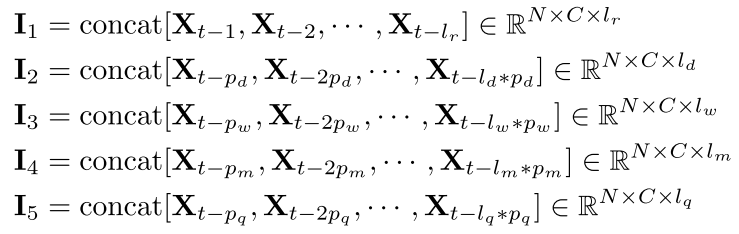 I₁ = concat[X_{t−1}, X_{t−2}, ⋯ , X_{t−l_r}] ∈ ℝ^{N×C×l_r}
I₂ = concat[X_{t−p_d}, X_{t−2p_d}, ⋯ , X_{t−l_d∗p_d}] ∈ ℝ^{N×C×l_d}
I₃ = concat[X_{t−p_w}, X_{t−2p_w}, ⋯ , X_{t−l_w∗p_w}] ∈ ℝ^{N×C×l_w}
I₄ = concat[X_{t−p_m}, X_{t−2p_m}, ⋯ , X_{t−l_m∗p_m}] ∈ ℝ^{N×C×l_m}
I₅ = concat[X_{t−p_q}, X_{t−2p_q}, ⋯ , X_{t−l_q∗p_q}] ∈ ℝ^{N×C×l_q}